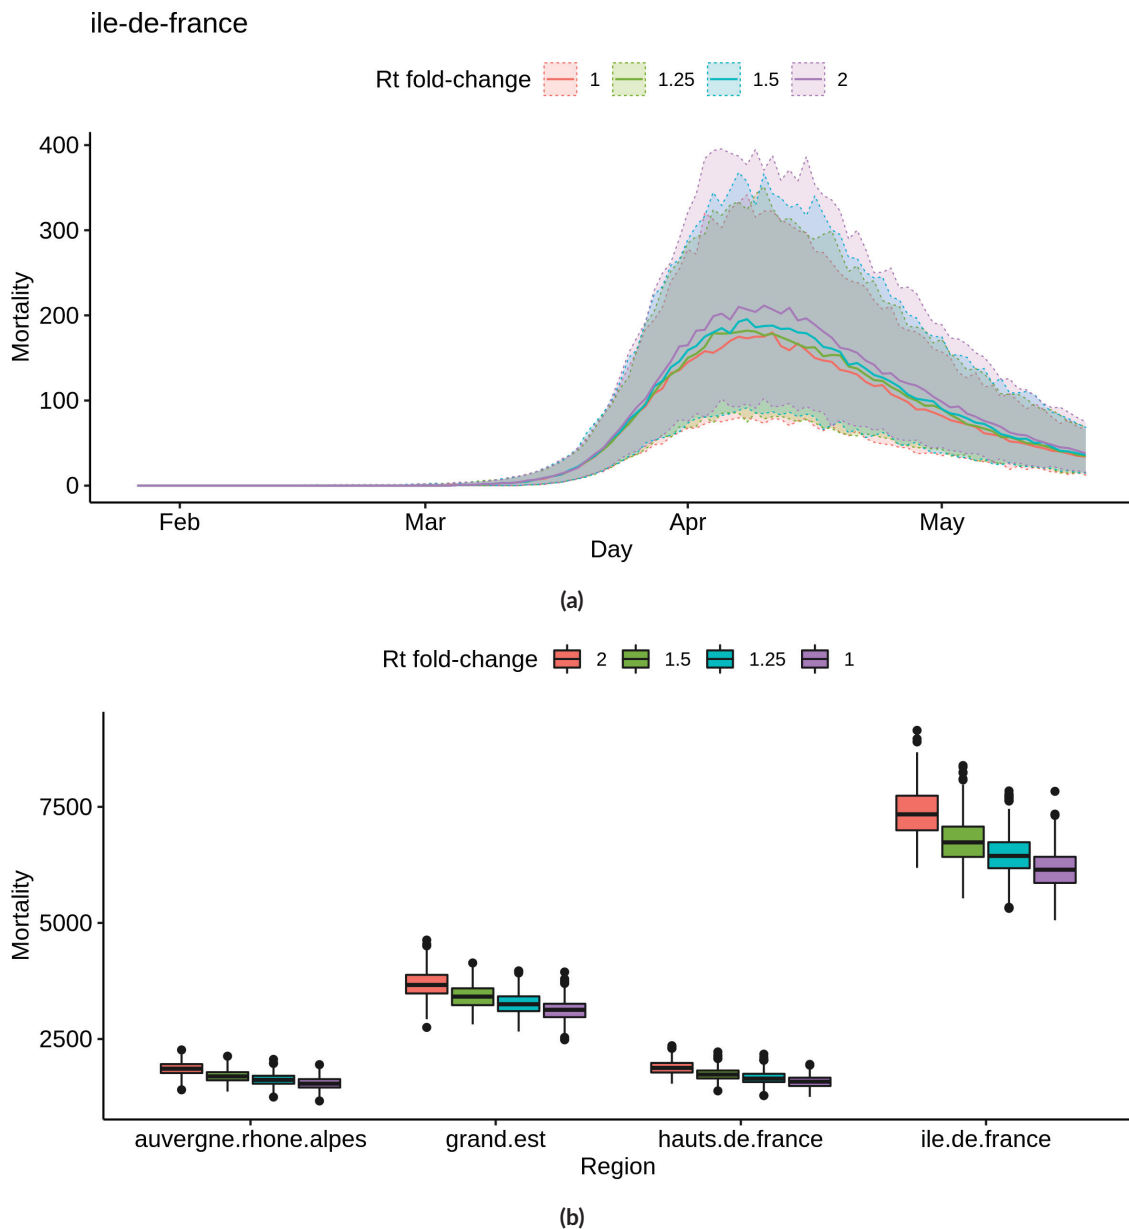 ile-de-france
Rt fold-change 1 1.25 1.5 2
400
300
200
100
0
Mortality
Feb Mar Apr May
Day
(a)
Rt fold-change 2 1.5 1.25 1
7500
5000
2500
Mortality
auvergne.rhone.alpes grand.est hauts.de.france ile.de.france
Region
(b)